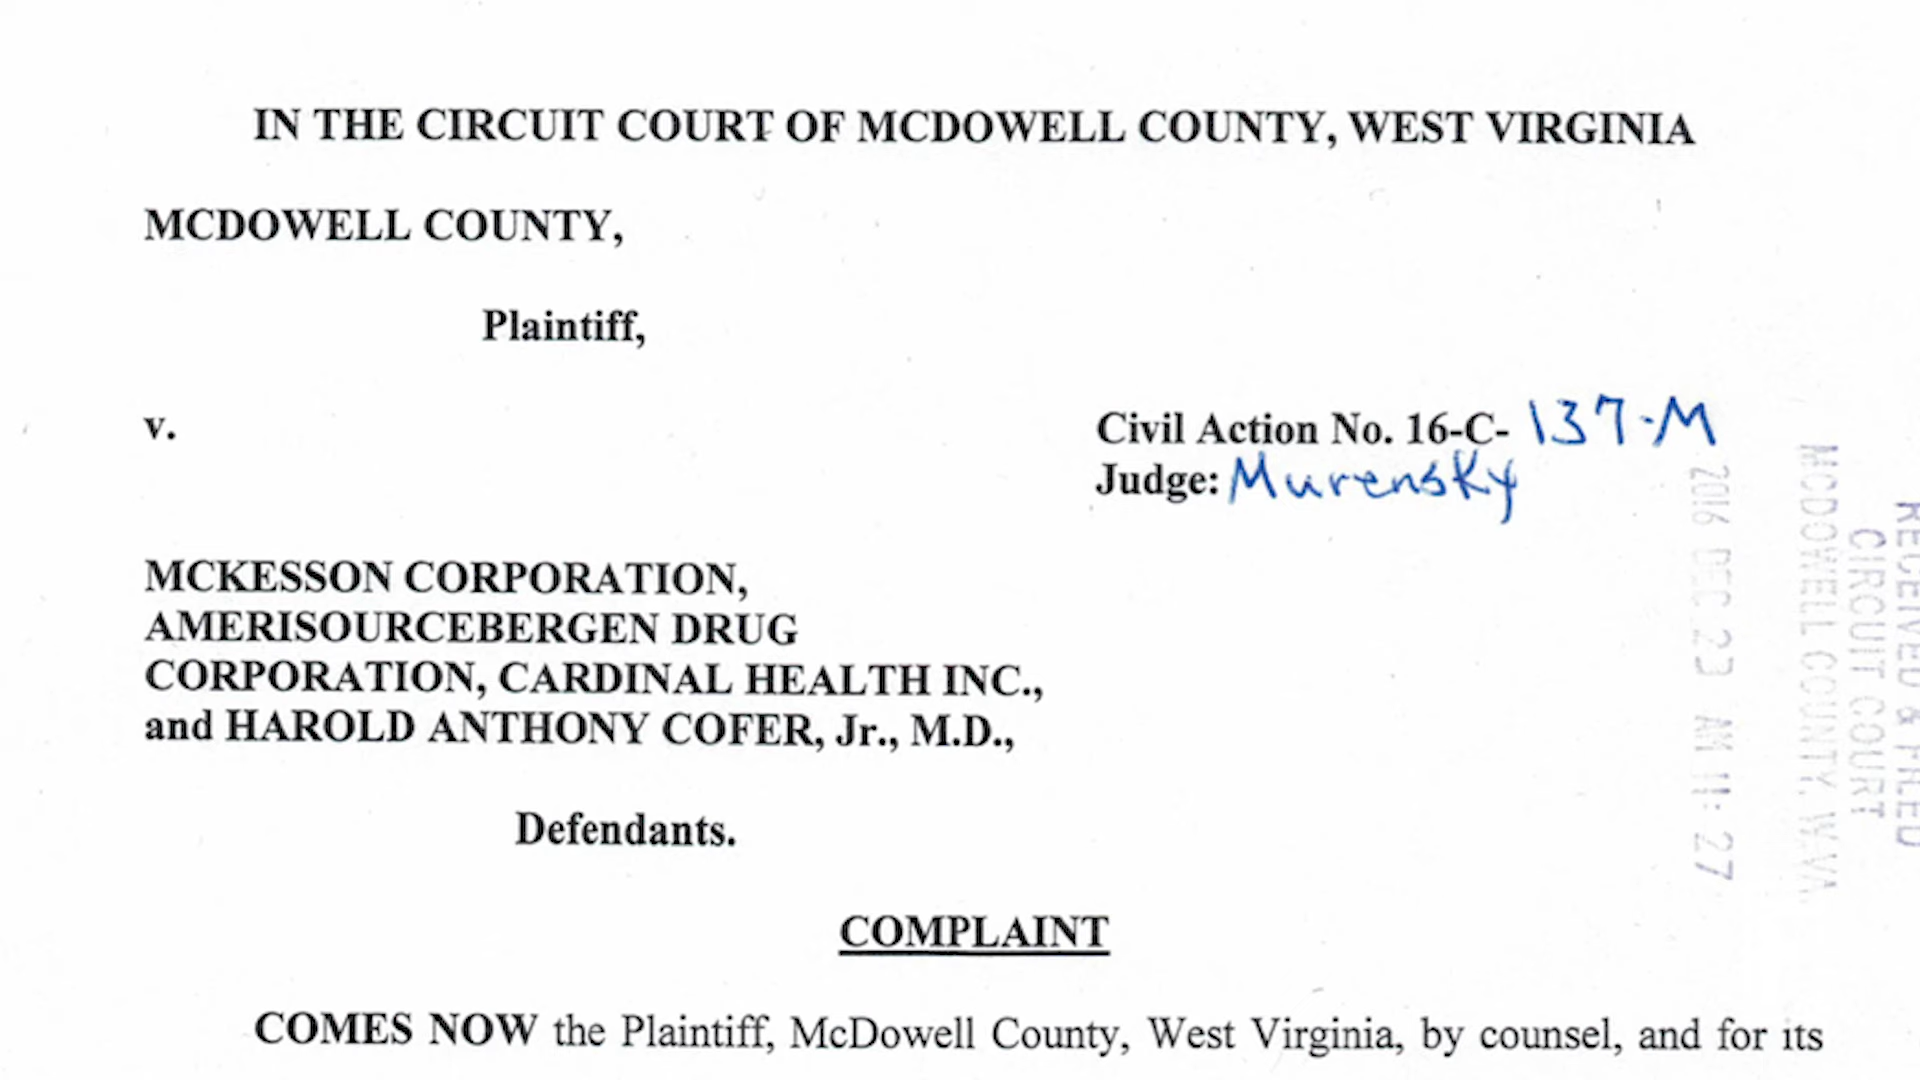 IN THE CIRCUIT COURT OF MCDOWELL COUNTY, WEST VIRGINIA
MCDOWELL COUNTY,
Plaintiff,
v.
Civil Action No. 16-C- 137-M
Judge: Murensky
MCKESSON CORPORATION,
AMERISOURCEBERGEN DRUG
CORPORATION, CARDINAL HEALTH INC.,
and HAROLD ANTHONY COFER, Jr., M.D.,
Defendants.
COMPLAINT
COMES NOW the Plaintiff, McDowell County, West Virginia, by counsel, and for its
RECEIVED & FILED
CIRCUIT COURT
MCDOWELL COUNTY, W.VA.
2016 DEC 23 AM 11: 27